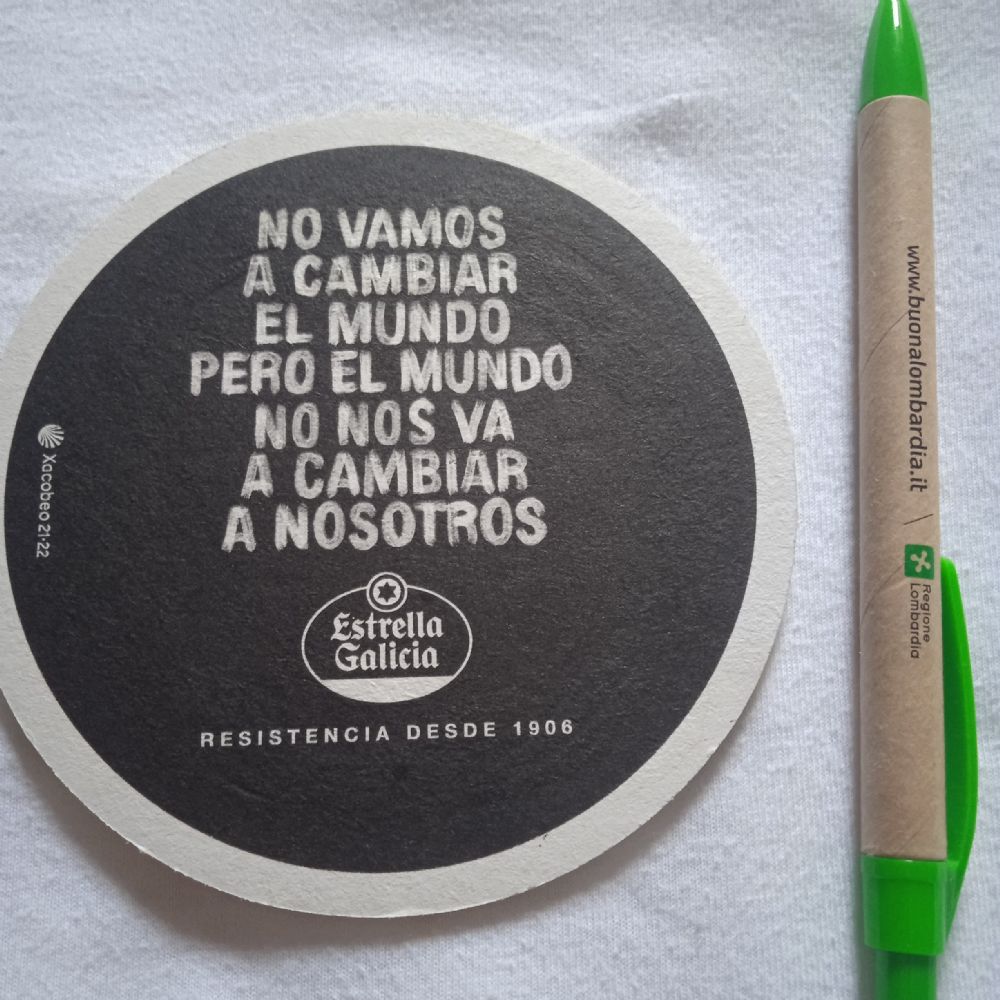 NO VAMOS
A CAMBIAR
EL MUNDO
PERO EL MUNDO
NO NOS VA
A CAMBIAR
A NOSOTROS
Xacobeo 21·22
Estrella
Galicia
RESISTENCIA DESDE 1906
www.buonalombardia.it
Regione
Lombardia